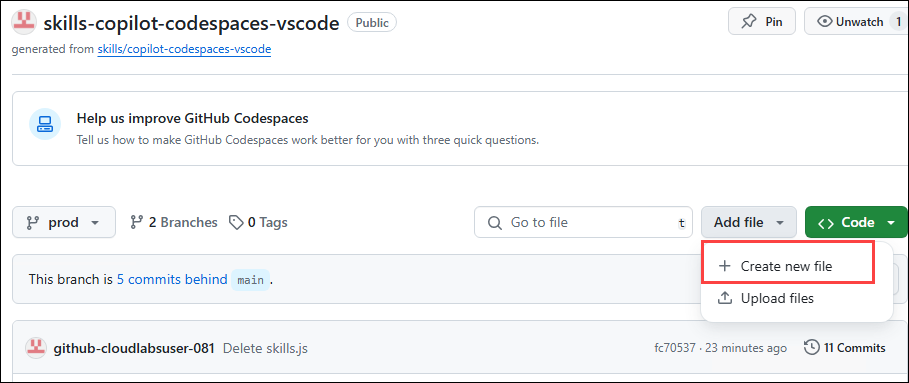 skills-copilot-codespaces-vscode Public Pin Unwatch 1
generated from skills/copilot-codespaces-vscode
Help us improve GitHub Codespaces
Tell us how to make GitHub Codespaces work better for you with three quick questions.
prod 2 Branches 0 Tags Go to file t Add file Code
This branch is 5 commits behind main .
Create new file
Upload files
github-cloudlabsuser-081 Delete skills.js fc70537 · 23 minutes ago 11 Commits